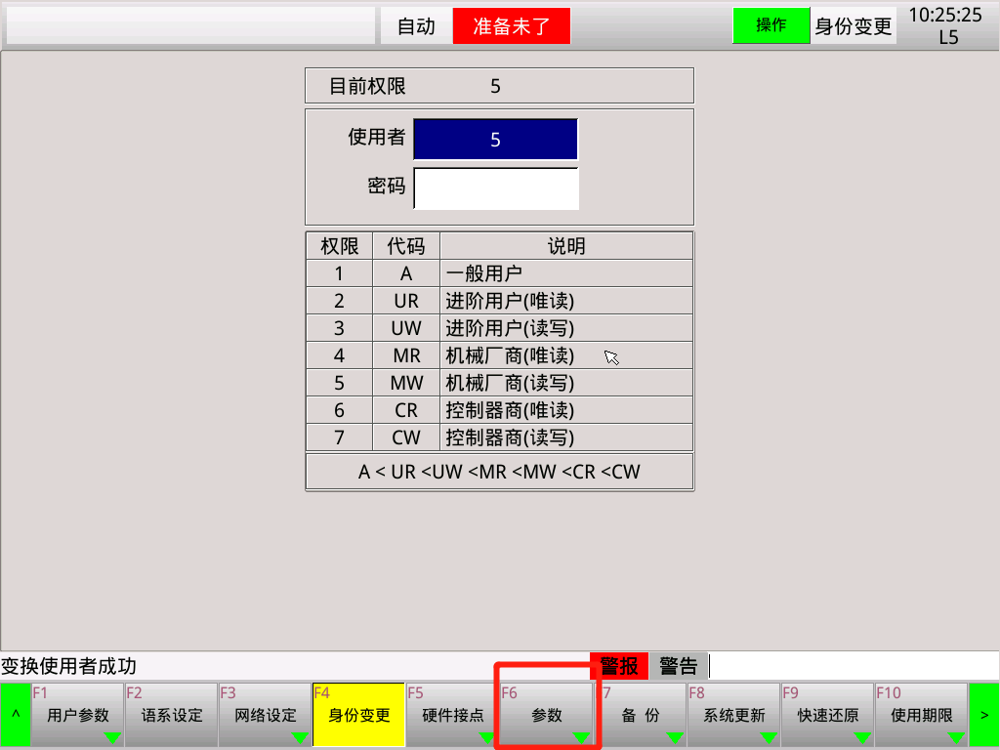 自动 准备未了 操作 身份变更 10:25:25
L5
目前权限 5
使用者 5
密码
权限 代码 说明
1 A 一般用户
2 UR 进阶用户(唯读)
3 UW 进阶用户(读写)
4 MR 机械厂商(唯读)
5 MW 机械厂商(读写)
6 CR 控制器商(唯读)
7 CW 控制器商(读写)
A < UR <UW <MR <MW <CR <CW
变换使用者成功 警报 警告
^ F1 F2 F3 F4 F5 F6 7 F8 F9 F10 >
用户参数 语系设定 网络设定 身份变更 硬件接点 参数 备 份 系统更新 快速还原 使用期限